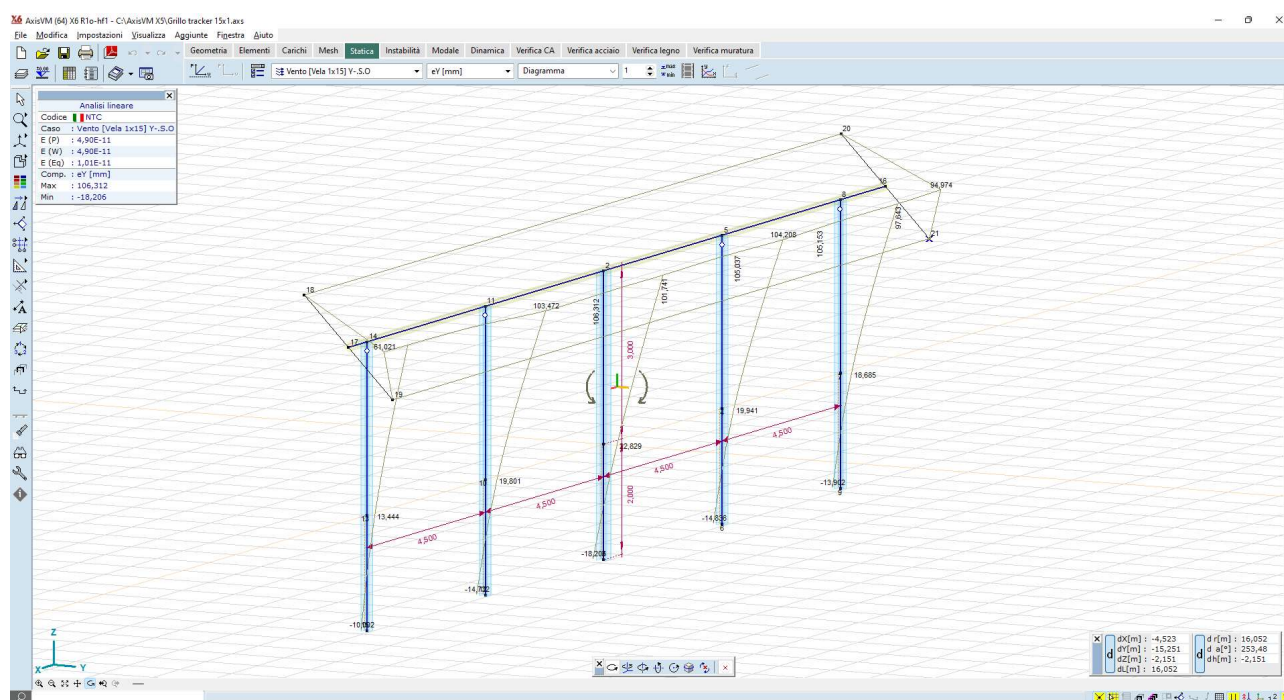 AxisVM (64) X6 R1o-hf1 - C:\AxisVM X5\Grillo tracker 15x1.axs
File Modifica Impostazioni Visualizza Aggiunte Finestra Aiuto
Geometria Elementi Carichi Mesh Statica Instabilità Modale Dinamica Verifica CA Verifica acciaio Verifica legno Verifica muratura
Vento [Vela 1x15] Y-.S.O eY [mm] Diagramma 1
Analisi lineare
Codice NTC
Caso : Vento [Vela 1x15] Y-.S.O
E (P) : 4,90E-11
E (W) : 4,90E-11
E (Eq) : 1,01E-11
Comp. : eY [mm]
Max : 106,312
Min : -18,206
20
16
94,974
8
97,643
21
5
104,208
105,153
2
105,037
18
11
103,472
106,312
101,741
17
14
61,021
3,000
19
18,685
19,941
4,500
22,829
4,500
10
19,801
-13,902
9
4,500
2,000
13
13,444
-14,836
6
4,500
-18,206
-14,702
-10,092
Z
X
Y
dX[m] : -4,523
dY[m] : -15,251
dZ[m] : -2,151
dL[m] : 16,052
d
d r[m] : 16,052
d a[°] : 253,48
dh[m] : -2,151
d